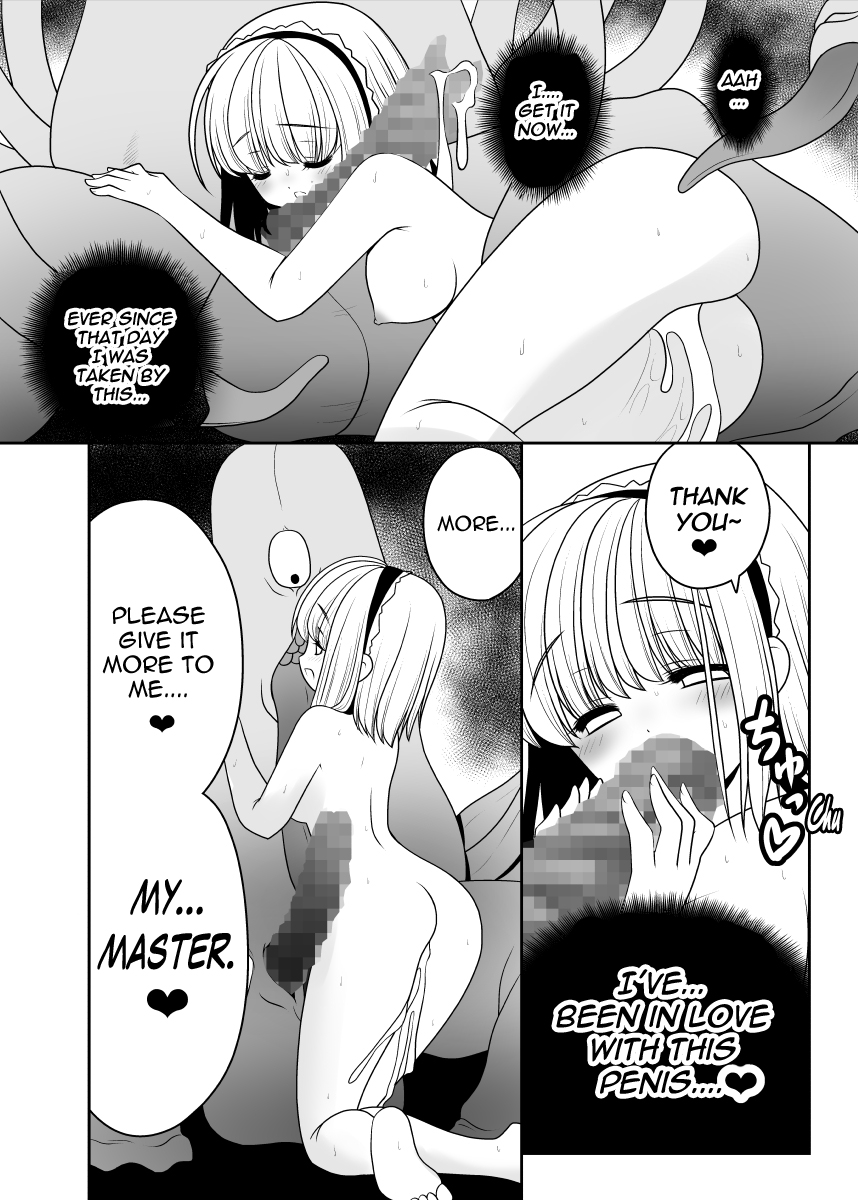 AAH
...
I....
GET IT
NOW...
EVER SINCE
THAT DAY
I WAS
TAKEN BY
THIS...
THANK
YOU~
♥
ちゅっ♡
Chu
I'VE...
BEEN IN LOVE
WITH THIS
PENIS....♥
MORE...
PLEASE
GIVE IT
MORE TO
ME....
♥
MY...
MASTER.
♥